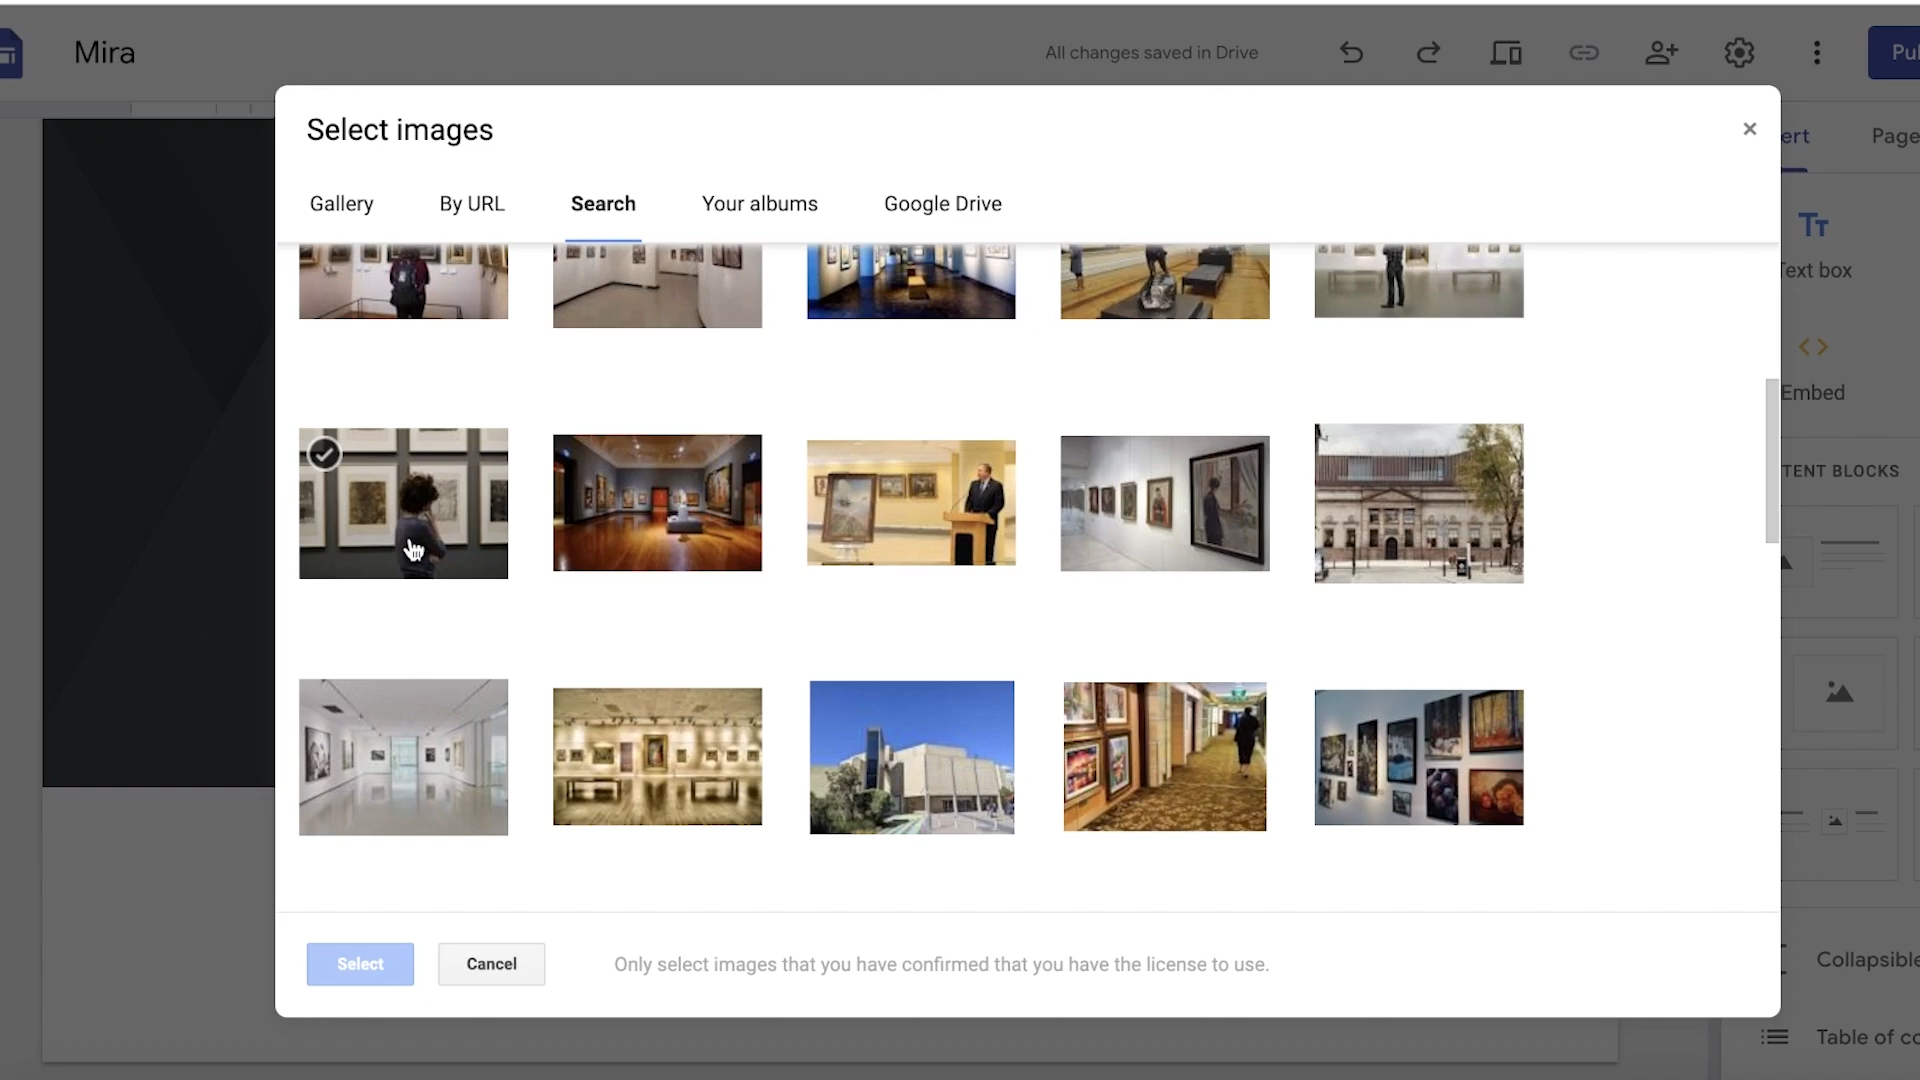 Mira
All changes saved in Drive
Select images
Gallery
By URL
Search
Your albums
Google Drive
Page
Text box
Embed
TENT BLOCKS
Select
Cancel
Only select images that you have confirmed that you have the license to use.
Collapsible
Table of co